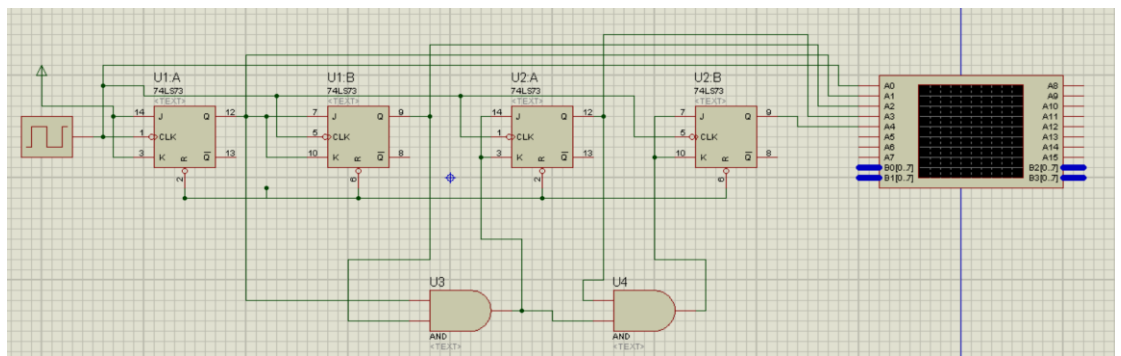 U1:A
74LS73
<TEXT>
14 J Q 12
1 CLK
3 K Q 13
R
2
U1:B
74LS73
<TEXT>
7 J Q 9
5 CLK
10 K Q 8
R
6
U2:A
74LS73
<TEXT>
14 J Q 12
1 CLK
3 K Q 13
R
2
U2:B
74LS73
<TEXT>
7 J Q 9
5 CLK
10 K Q 8
R
6
A0 A8
A1 A9
A2 A10
A3 A11
A4 A12
A5 A13
A6 A14
A7 A15
B0[0..7] B2[0..7]
B1[0..7] B3[0..7]
U3
AND
<TEXT>
U4
AND
<TEXT>